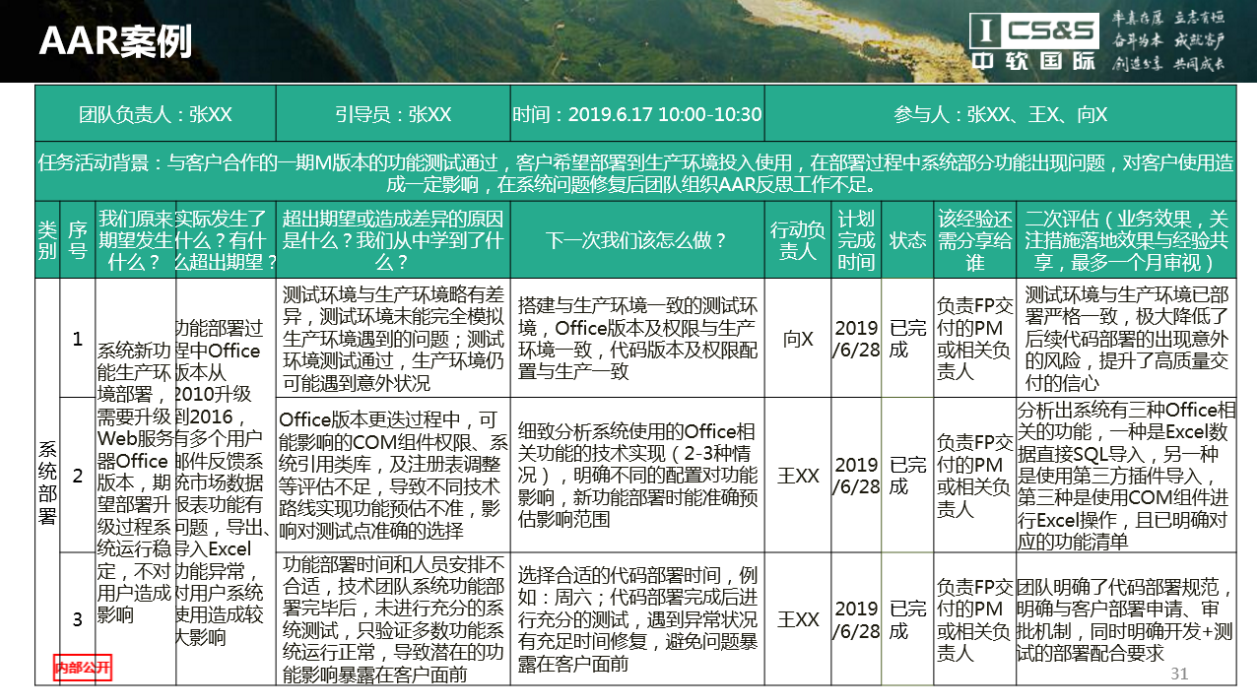 AAR案例
I CS&S
中软国际
率真存厚 立志有恒
奋斗为本 成就客户
创造分享 共同成长
团队负责人：张XX
引导员：张XX
时间：2019.6.17 10:00-10:30
参与人：张XX、王X、向X
任务活动背景：与客户合作的一期M版本的功能测试通过，客户希望部署到生产环境投入使用，在部署过程中系统部分功能出现问题，对客户使用造
成一定影响，在系统问题修复后团队组织AAR反思工作不足。
类
别
序
号
我们原来
期望发生
什么？
实际发生了
什么？有什
么超出期望？
超出期望或造成差异的原因
是什么？我们从中学到了什
么？
下一次我们该怎么做？
行动负
责人
计划
完成
时间
状态
该经验还
需分享给
谁
二次评估（业务效果，关
注措施落地效果与经验共
享，最多一个月审视）
系
统
部
署
1
系统新功
能生产环
境部署，
需要升级
Web服务
器Office
版本，期
望部署升
级过程系
统运行稳
定，不对
用户造成
影响
功能部署过
程中Office
版本从
2010升级
到2016，
有多个用户
邮件反馈系
统市场数据
报表功能有
问题，导出、
导入Excel
功能异常，
对用户系统
使用造成较
大影响
测试环境与生产环境略有差
异，测试环境未能完全模拟
生产环境遇到的问题；测试
环境测试通过，生产环境仍
可能遇到意外状况
搭建与生产环境一致的测试环
境，Office版本及权限与生产
环境一致，代码版本及权限配
置与生产一致
向X
2019
/6/28
已完
成
负责FP交
付的PM
或相关负
责人
测试环境与生产环境已部
署严格一致，极大降低了
后续代码部署的出现意外
的风险，提升了高质量交
付的信心
2
Office版本更迭过程中，可
能影响的COM组件权限、系
统引用类库，及注册表调整
等评估不足，导致不同技术
路线实现功能预估不准，影
响对测试点准确的选择
细致分析系统使用的Office相
关功能的技术实现（2-3种情
况），明确不同的配置对功能
影响，新功能部署时能准确预
估影响范围
王XX
2019
/6/28
已完
成
负责FP交
付的PM
或相关负
责人
分析出系统有三种Office相
关的功能，一种是Excel数
据直接SQL导入，另一种
是使用第三方插件导入，
第三种是使用COM组件进
行Excel操作，且已明确对
应的功能清单
3
功能部署时间和人员安排不
合适，技术团队系统功能部
署完毕后，未进行充分的系
统测试，只验证多数功能系
统运行正常，导致潜在的功
能影响暴露在客户面前
选择合适的代码部署时间，例
如：周六；代码部署完成后进
行充分的测试，遇到异常状况
有充足时间修复，避免问题暴
露在客户面前
王XX
2019
/6/28
已完
成
负责FP交
付的PM
或相关负
责人
团队明确了代码部署规范，
明确与客户部署申请、审
批机制，同时明确开发+测
试的部署配合要求
内部公开
31